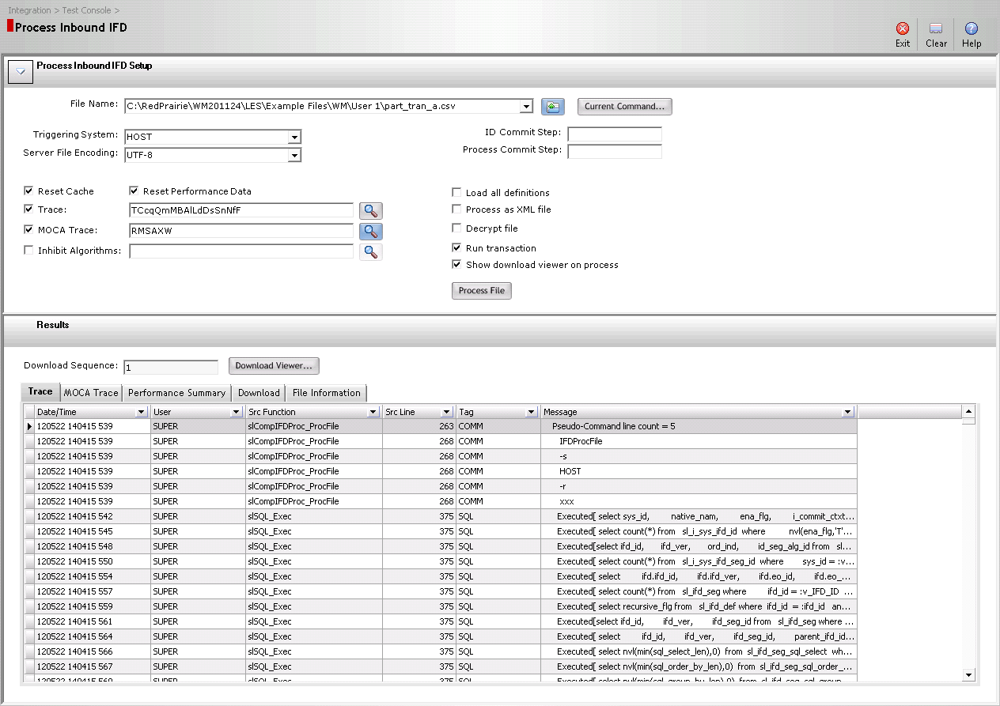 Integration > Test Console >
Process Inbound IFD
Exit Clear Help
Process Inbound IFD Setup
File Name: C:\RedPrairie\WM201124\LES\Example Files\WM\User 1\part_tran_a.csv Current Command...
Triggering System: HOST ID Commit Step:
Server File Encoding: UTF-8 Process Commit Step:
Reset Cache Reset Performance Data Load all definitions
Trace: TCcqQmMBAlLdDsSnNfF Process as XML file
MOCA Trace: RMSAXW Decrypt file
Inhibit Algorithms: Run transaction
Show download viewer on process
Process File
Results
Download Sequence: 1 Download Viewer...
Trace MOCA Trace Performance Summary Download File Information
Date/Time User Src Function Src Line Tag Message
120522 140415 539 SUPER slCompIFDProc_ProcFile 263 COMM Pseudo-Command line count = 5
120522 140415 539 SUPER slCompIFDProc_ProcFile 268 COMM IFDProcFile
120522 140415 539 SUPER slCompIFDProc_ProcFile 268 COMM -s
120522 140415 539 SUPER slCompIFDProc_ProcFile 268 COMM HOST
120522 140415 539 SUPER slCompIFDProc_ProcFile 268 COMM -r
120522 140415 539 SUPER slCompIFDProc_ProcFile 268 COMM xxx
120522 140415 542 SUPER slSQL_Exec 375 SQL Executed[ select sys_id, native_nam, ena_flg, i_commit_ctxt...
120522 140415 545 SUPER slSQL_Exec 375 SQL Executed[ select count(*) from sl_i_sys_ifd_id where nvl(ena_flg,'T'...
120522 140415 548 SUPER slSQL_Exec 375 SQL Executed[select ifd_id, ifd_ver, ord_ind, id_seg_alg_id from sl...
120522 140415 550 SUPER slSQL_Exec 375 SQL Executed[ select count(*) from sl_i_sys_ifd_seg_id where sys_id = :v...
120522 140415 554 SUPER slSQL_Exec 375 SQL Executed[ select ifd.ifd_id, ifd.ifd_ver, ifd.eo_id, ifd.eo_...
120522 140415 557 SUPER slSQL_Exec 375 SQL Executed[ select count(*) from sl_ifd_seg where ifd_id = :v_IFD_ID ...
120522 140415 559 SUPER slSQL_Exec 375 SQL Executed[ select recursive_flg from sl_ifd_def where ifd_id = :ifd_id an...
120522 140415 561 SUPER slSQL_Exec 375 SQL Executed[select ifd_id, ifd_ver, ifd_seg_id from sl_ifd_seg where ...
120522 140415 564 SUPER slSQL_Exec 375 SQL Executed[ select ifd_id, ifd_ver, ifd_seg_id, parent_ifd_id...
120522 140415 566 SUPER slSQL_Exec 375 SQL Executed[ select nvl(min(sql_select_len),0) from sl_ifd_seg_sql_select wh...
120522 140415 567 SUPER slSQL_Exec 375 SQL Executed[ select nvl(min(sql_order_by_len),0) from sl_ifd_seg_sql_order_...
120522 140415 SUPER slSQL_Exec 375 SQL Executed[ select nvl(min(sql_group_by_len),0) from sl_ifd_seg_sql_group_